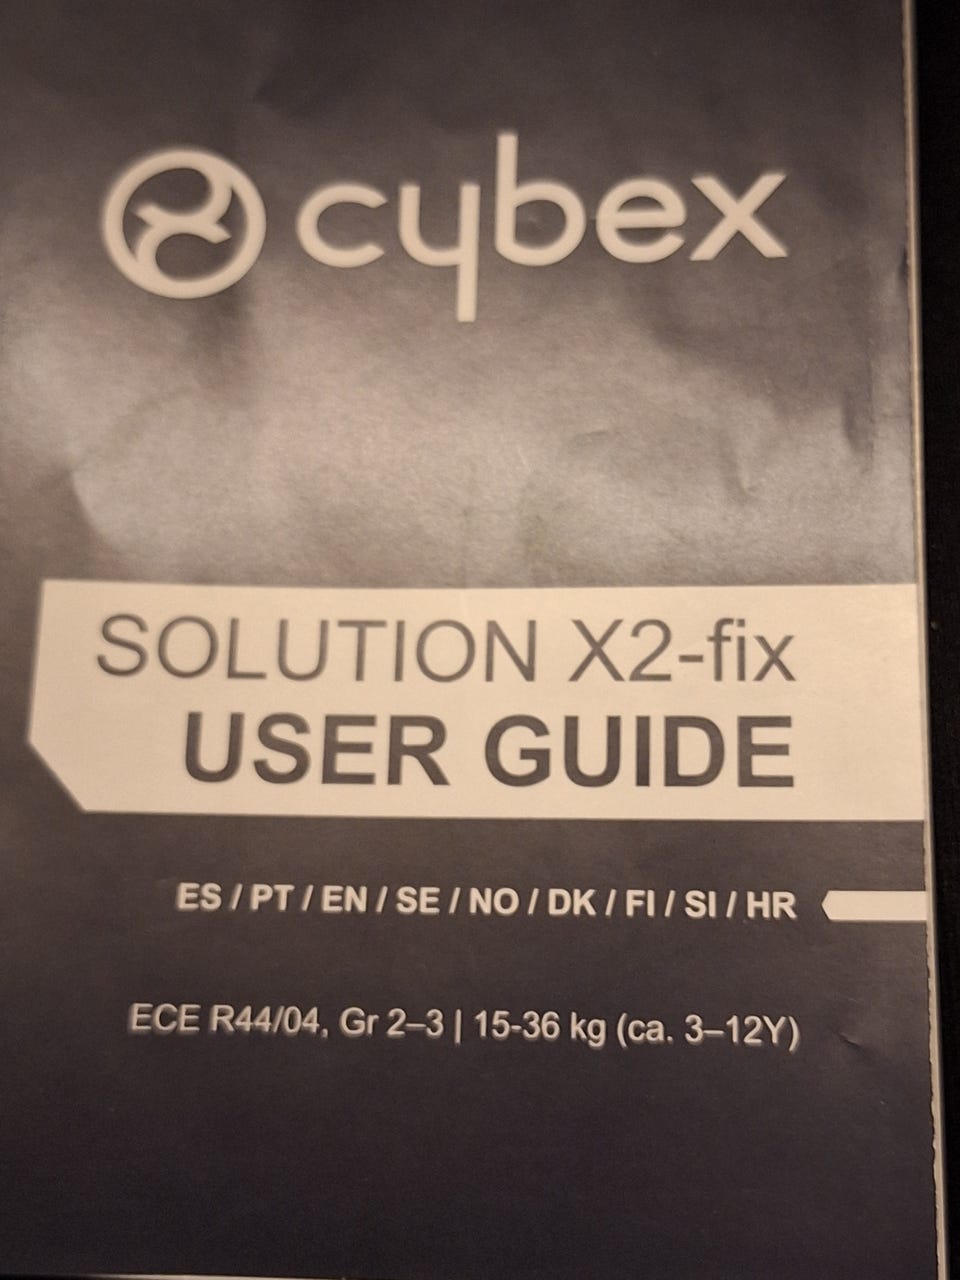 cybex
SOLUTION X2-fix
USER GUIDE
ES / PT / EN / SE / NO / DK / FI / SI / HR
ECE R44/04, Gr 2–3 | 15-36 kg (ca. 3–12Y)